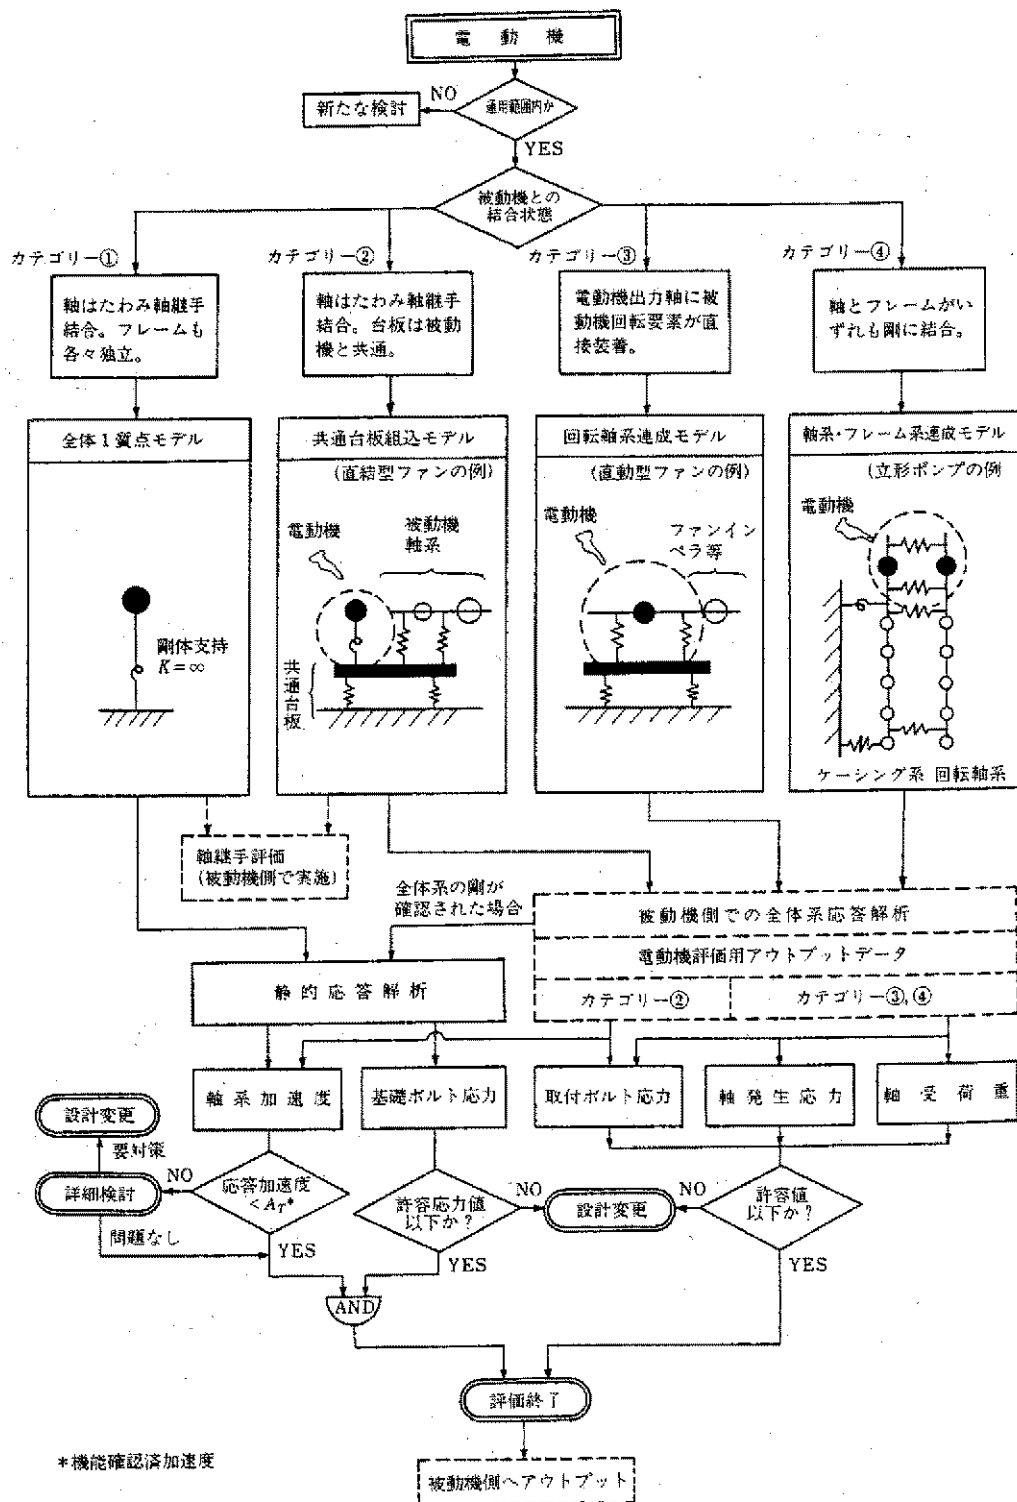 電動機
適用範囲内か
NO
新たな検討
YES
被動機との
結合状態
カテゴリー①
カテゴリー②
カテゴリー③
カテゴリー④
軸はたわみ軸継手
結合。フレームも
各々独立。
軸はたわみ軸継手
結合。台板は被動
機と共通。
電動機出力軸に被
動機回転要素が直
接装着。
軸とフレームがい
ずれも剛に結合。
全体1質点モデル
剛体支持
K=∞
共通台板組込モデル
(直結型ファンの例)
電動機
被動機
軸系
共通台板
回転軸系連成モデル
(直動型ファンの例)
電動機
ファンイン
ペラ等
軸系・フレーム系連成モデル
(立形ポンプの例
電動機
ケーシング系 回転軸系
軸継手評価
(被動機側で実施)
全体系の剛が
確認された場合
被動機側での全体系応答解析
電動機評価用アウトプットデータ
カテゴリー②
カテゴリー③,④
静的応答解析
軸系加速度
基礎ボルト応力
取付ボルト応力
軸発生応力
軸受荷重
設計変更
要対策
詳細検討
NO
応答加速度
<AT*
問題なし
YES
許容応力値
以下か?
NO
設計変更
NO
許容値
以下か?
YES
YES
AND
評価終了
*機能確認済加速度
被動機側へアウトプット